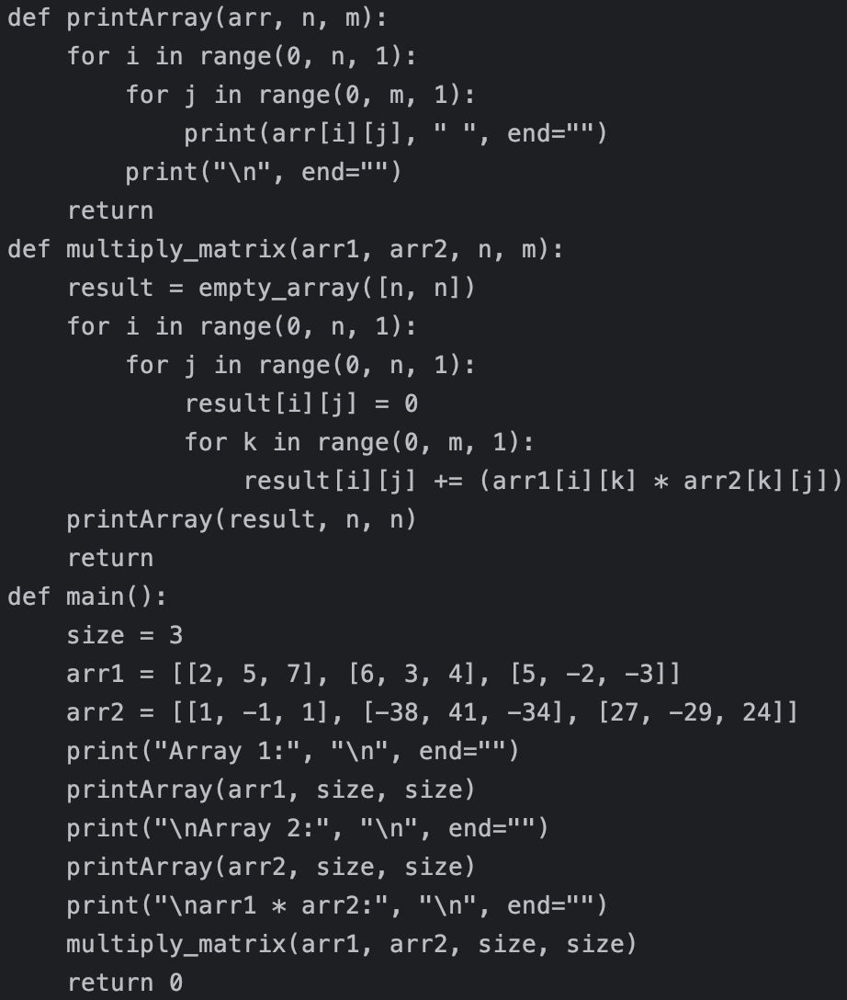 def printArray(arr, n, m):
    for i in range(0, n, 1):
        for j in range(0, m, 1):
            print(arr[i][j], " ", end="")
        print("\n", end="")
    return
def multiply_matrix(arr1, arr2, n, m):
    result = empty_array([n, n])
    for i in range(0, n, 1):
        for j in range(0, n, 1):
            result[i][j] = 0
            for k in range(0, m, 1):
                result[i][j] += (arr1[i][k] * arr2[k][j])
    printArray(result, n, n)
    return
def main():
    size = 3
    arr1 = [[2, 5, 7], [6, 3, 4], [5, -2, -3]]
    arr2 = [[1, -1, 1], [-38, 41, -34], [27, -29, 24]]
    print("Array 1:", "\n", end="")
    printArray(arr1, size, size)
    print("\nArray 2:", "\n", end="")
    printArray(arr2, size, size)
    print("\narr1 * arr2:", "\n", end="")
    multiply_matrix(arr1, arr2, size, size)
    return 0